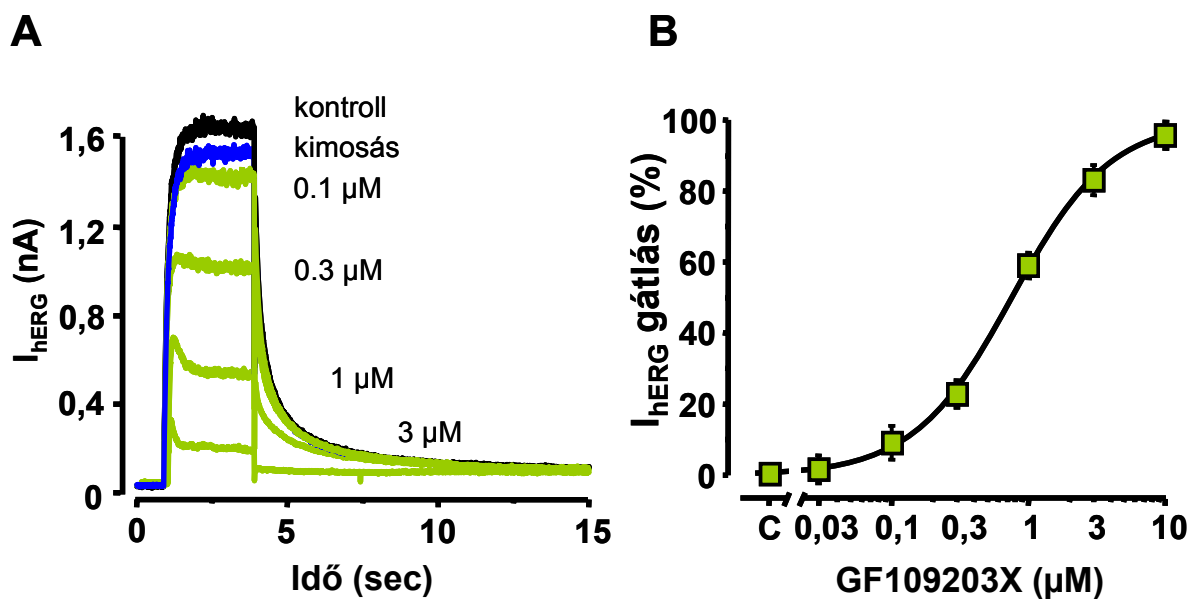 A
kontroll
kimosás
0.1 µM
0.3 µM
1 µM
3 µM
1,6
1,2
0,8
0,4
0
I hERG (nA)
0
5
10
15
Idő (sec)
B
100
80
60
40
20
0
I hERG gátlás (%)
C 0,03 0,1 0,3 1 3 10
GF109203X (µM)